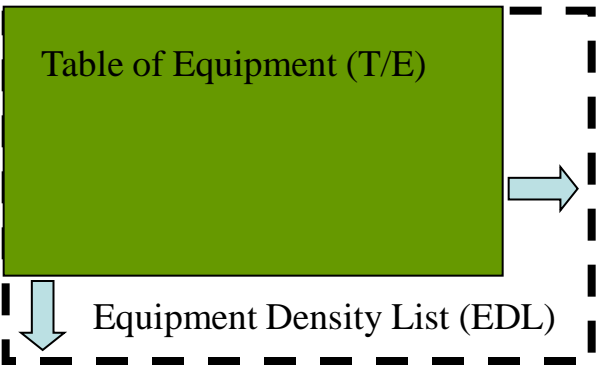 Table of Equipment (T/E)
Equipment Density List (EDL)